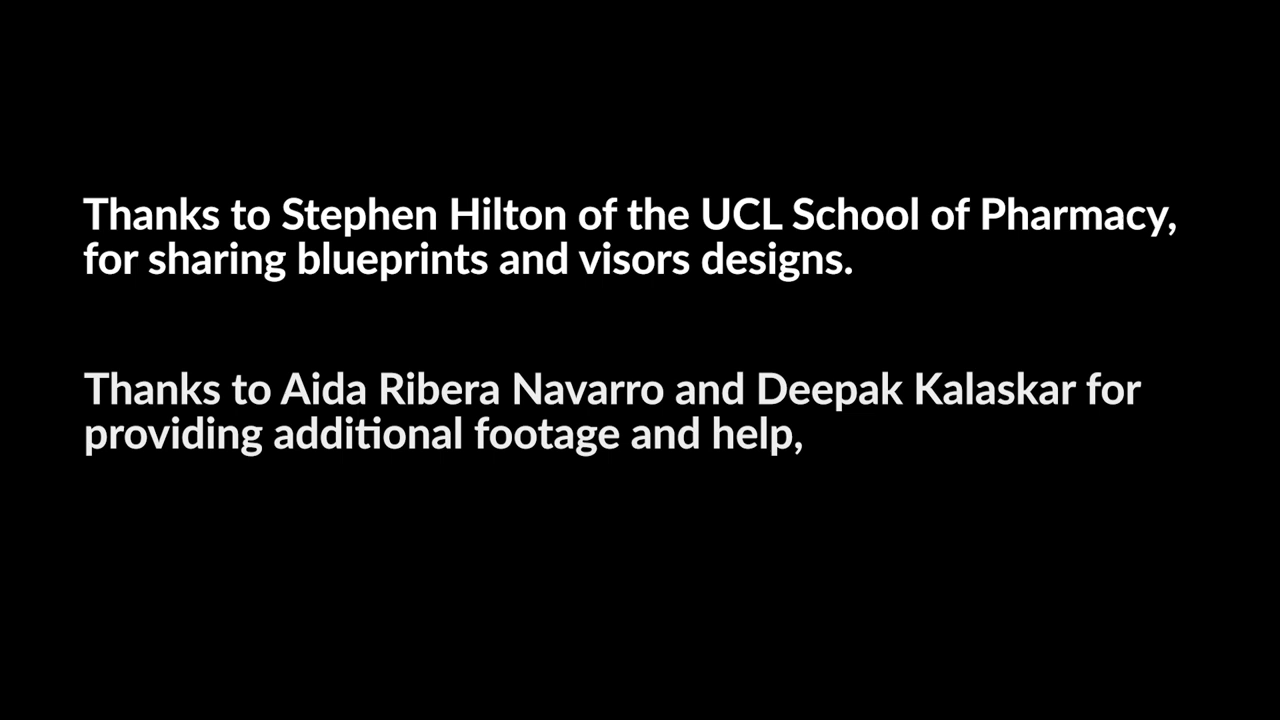 Thanks to Stephen Hilton of the UCL School of Pharmacy,
for sharing blueprints and visors designs.
Thanks to Aida Ribera Navarro and Deepak Kalaskar for
providing additional footage and help,